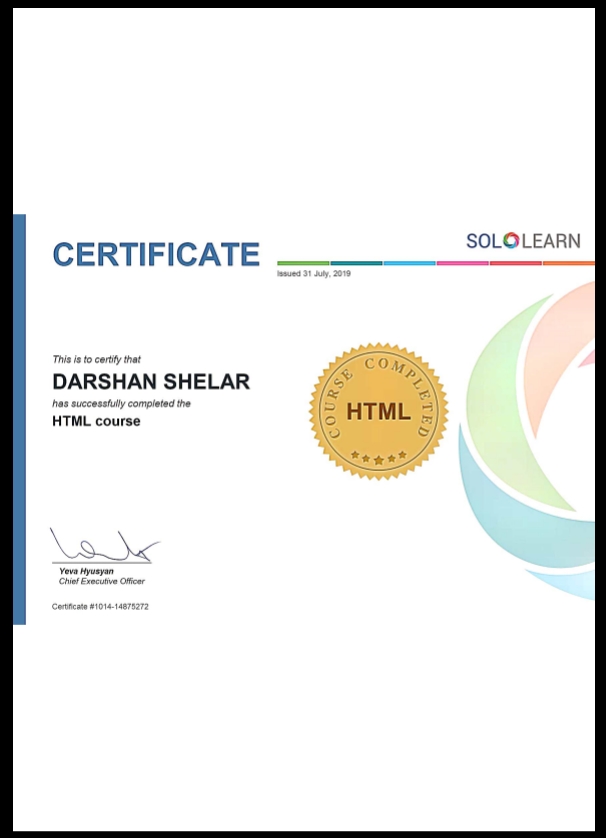 CERTIFICATE
SOLOLEARN
Issued 31 July, 2019
This is to certify that
DARSHAN SHELAR
has successfully completed the
HTML course
COURSE COMPLETED
HTML
Yeva Hyusyan
Chief Executive Officer
Certificate #1014-14875272